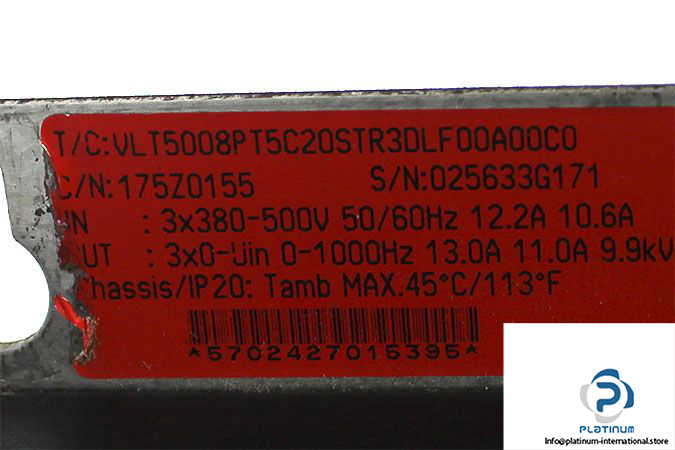 T/C:VLT5008PT5C20STR3DLF00A00C0
C/N:175Z0155 S/N:025633G171
IN : 3x380-500V 50/60Hz 12.2A 10.6A
OUT : 3x0-Uin 0-1000Hz 13.0A 11.0A 9.9kV
Chassis/IP20: Tamb MAX.45°C/113°F
*5702427015395*
PLATINUM
Info@platinum-international.store